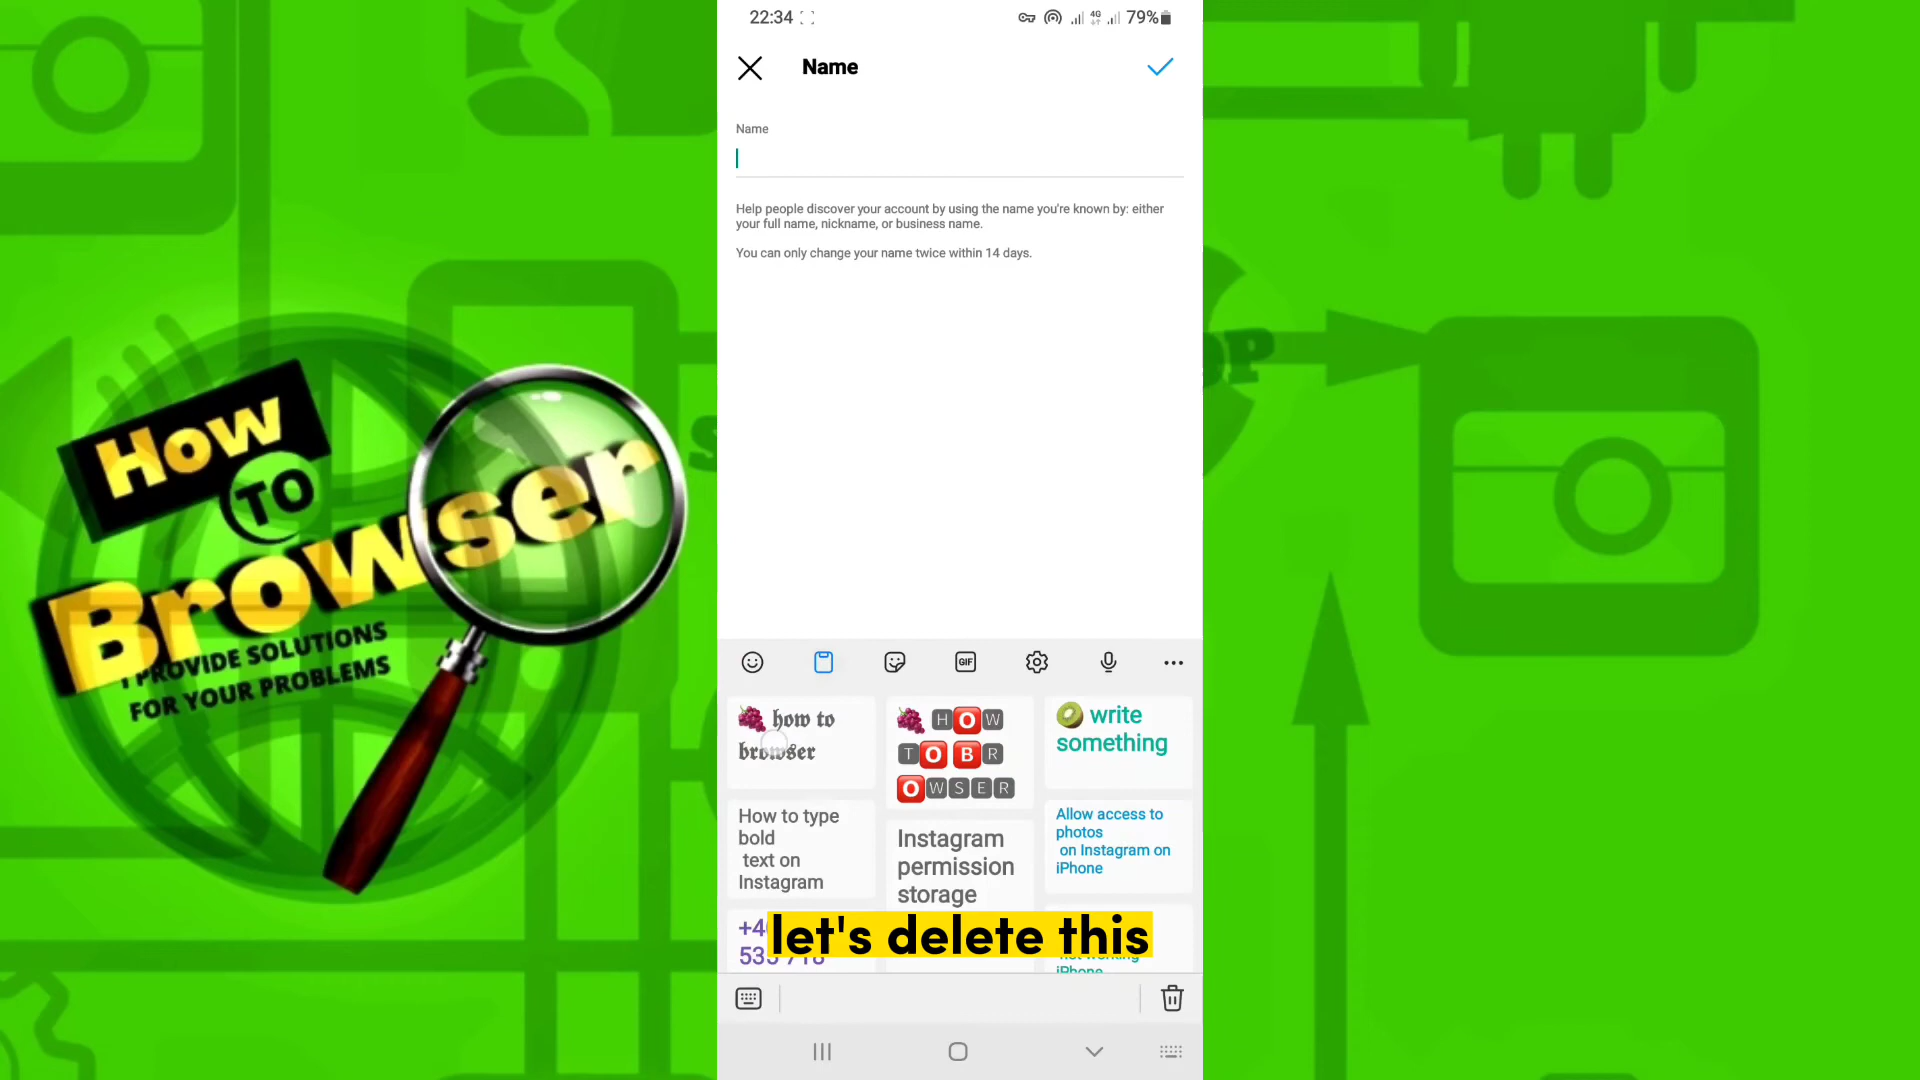 22:34
4G
79%
Name
Name
Help people discover your account by using the name you're known by: either
your full name, nickname, or business name.
You can only change your name twice within 14 days.
How
TO
Browser
I PROVIDE SOLUTIONS
FOR YOUR PROBLEMS
GIF
🍇 𝖍𝖔𝖜 𝖙𝖔
𝖇𝖗𝖔𝖜𝖘𝖊𝖗
🍇 🅷🅾🆆
🆃🅾🅱🆁
🅾🆆🆂🅴🆁
🥝 write
something
How to type
bold
text on
Instagram
Instagram
permission
storage
Allow access to
photos
on Instagram on
iPhone
let's delete this
iPhone